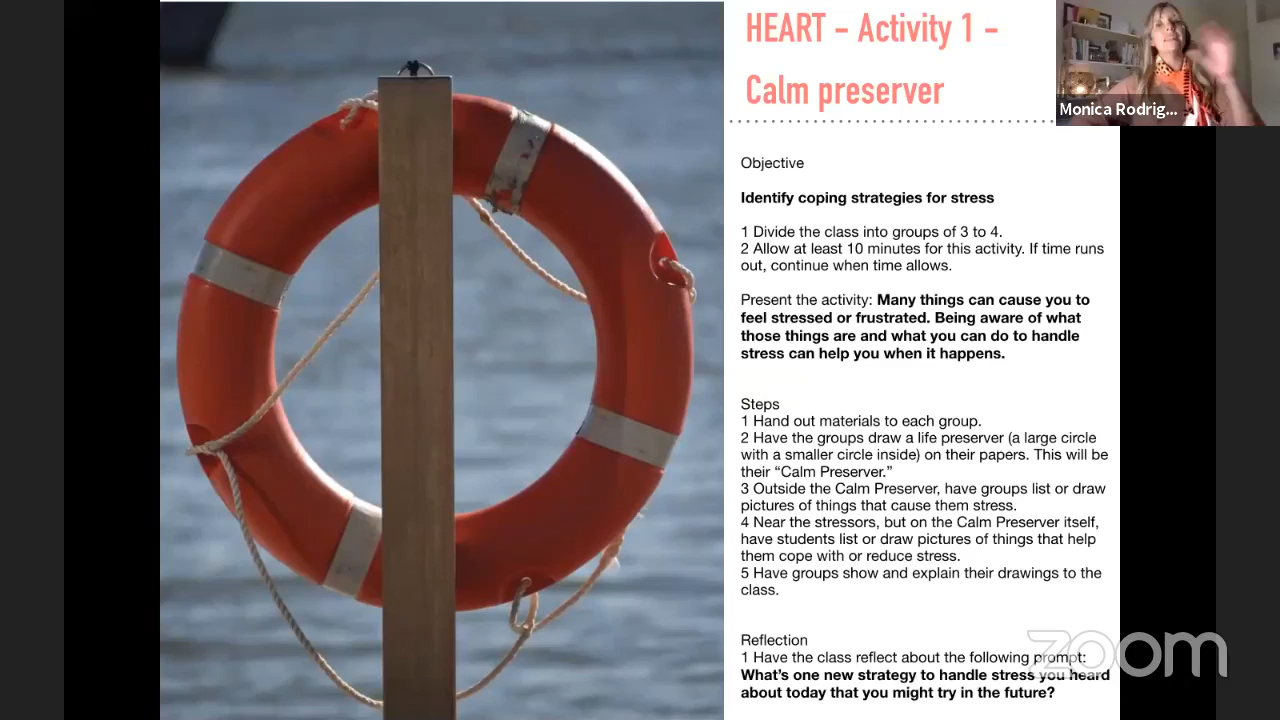 HEART - Activity 1 -
Calm preserver
Monica Rodrig...
Objective
Identify coping strategies for stress
1 Divide the class into groups of 3 to 4.
2 Allow at least 10 minutes for this activity. If time runs
out, continue when time allows.
Present the activity: Many things can cause you to
feel stressed or frustrated. Being aware of what
those things are and what you can do to handle
stress can help you when it happens.
Steps
1 Hand out materials to each group.
2 Have the groups draw a life preserver (a large circle
with a smaller circle inside) on their papers. This will be
their “Calm Preserver.”
3 Outside the Calm Preserver, have groups list or draw
pictures of things that cause them stress.
4 Near the stressors, but on the Calm Preserver itself,
have students list or draw pictures of things that help
them cope with or reduce stress.
5 Have groups show and explain their drawings to the
class.
Reflection
1 Have the class reflect about the following prompt:
What’s one new strategy to handle stress you heard
about today that you might try in the future?
zoom